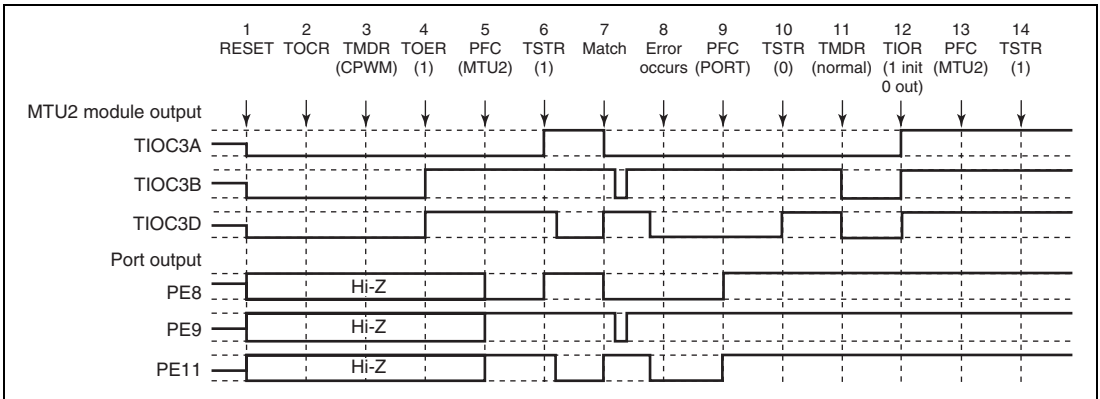 1 2 3 4 5 6 7 8 9 10 11 12 13 14
RESET TOCR TMDR TOER PFC TSTR Match Error PFC TSTR TMDR TIOR PFC TSTR
(CPWM) (1) (MTU2) (1) occurs (PORT) (0) (normal) (1 init (MTU2) (1)
0 out)
MTU2 module output
TIOC3A
TIOC3B
TIOC3D
Port output
PE8 Hi-Z
PE9 Hi-Z
PE11 Hi-Z